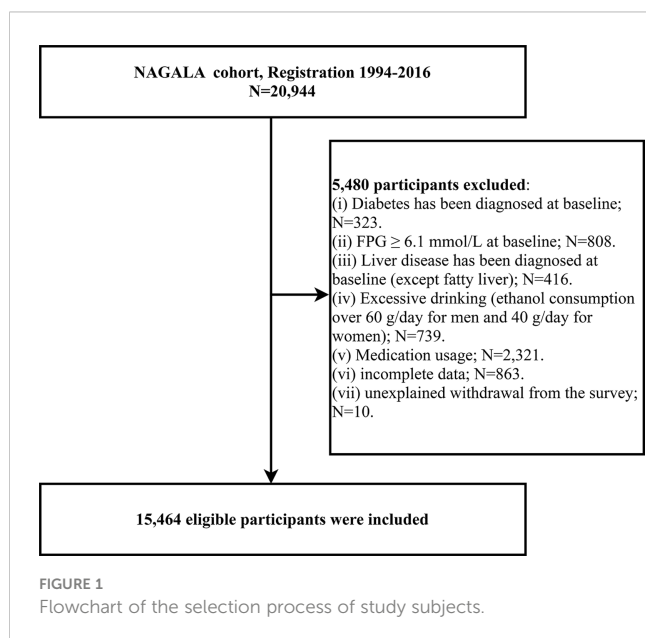 NAGALA cohort, Registration 1994-2016
N=20,944
5,480 participants excluded:
(i) Diabetes has been diagnosed at baseline;
N=323.
(ii) FPG ≥ 6.1 mmol/L at baseline; N=808.
(iii) Liver disease has been diagnosed at
baseline (except fatty liver); N=416.
(iv) Excessive drinking (ethanol consumption
over 60 g/day for men and 40 g/day for
women); N=739.
(v) Medication usage; N=2,321.
(vi) incomplete data; N=863.
(vii) unexplained withdrawal from the survey;
N=10.
15,464 eligible participants were included
FIGURE 1
Flowchart of the selection process of study subjects.